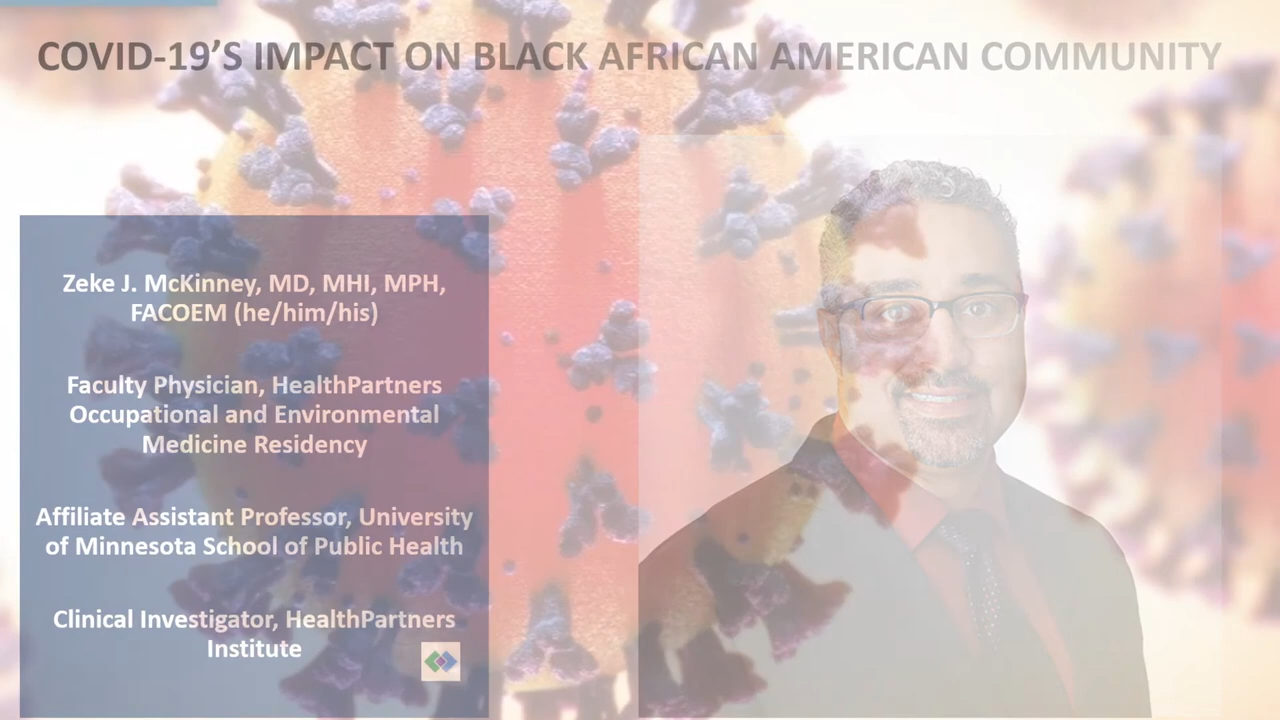 COVID-19’S IMPACT ON BLACK AFRICAN AMERICAN COMMUNITY
Zeke J. McKinney, MD, MHI, MPH,
FACOEM (he/him/his)
Faculty Physician, HealthPartners
Occupational and Environmental
Medicine Residency
Affiliate Assistant Professor, University
of Minnesota School of Public Health
Clinical Investigator, HealthPartners
Institute